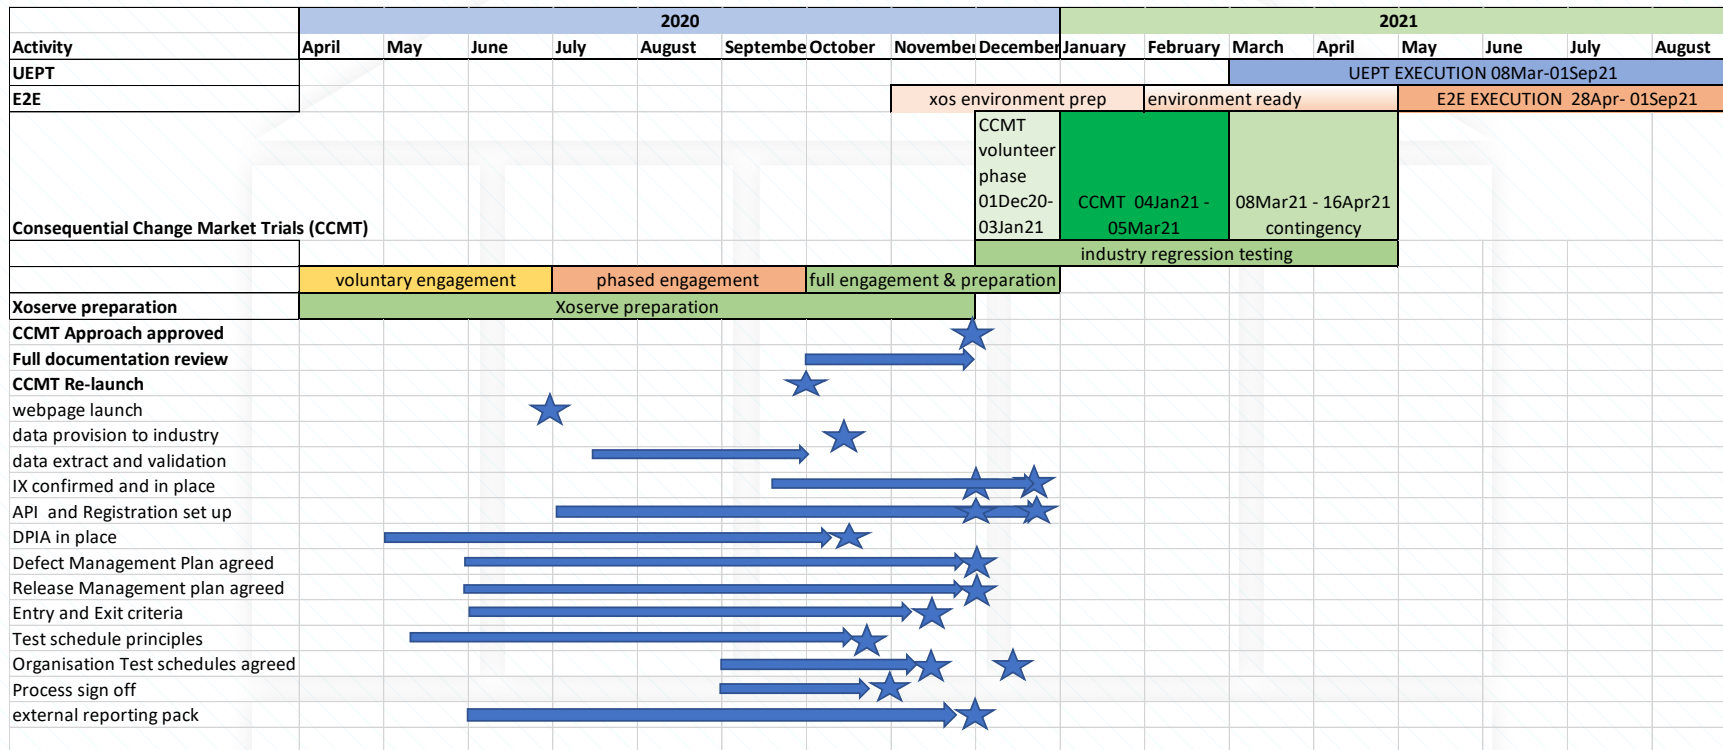 2020 2021
Activity April May June July August Septembe October November December January February March April May June July August
UEPT UEPT EXECUTION 08Mar-01Sep21
E2E xos environment prep environment ready E2E EXECUTION 28Apr- 01Sep21
CCMT
volunteer
phase
01Dec20- CCMT 04Jan21 - 08Mar21 - 16Apr21
Consequential Change Market Trials (CCMT) 03Jan21 05Mar21 contingency
industry regression testing
voluntary engagement phased engagement full engagement & preparation
Xoserve preparation Xoserve preparation
CCMT Approach approved
Full documentation review
CCMT Re-launch
webpage launch
data provision to industry
data extract and validation
IX confirmed and in place
API and Registration set up
DPIA in place
Defect Management Plan agreed
Release Management plan agreed
Entry and Exit criteria
Test schedule principles
Organisation Test schedules agreed
Process sign off
external reporting pack